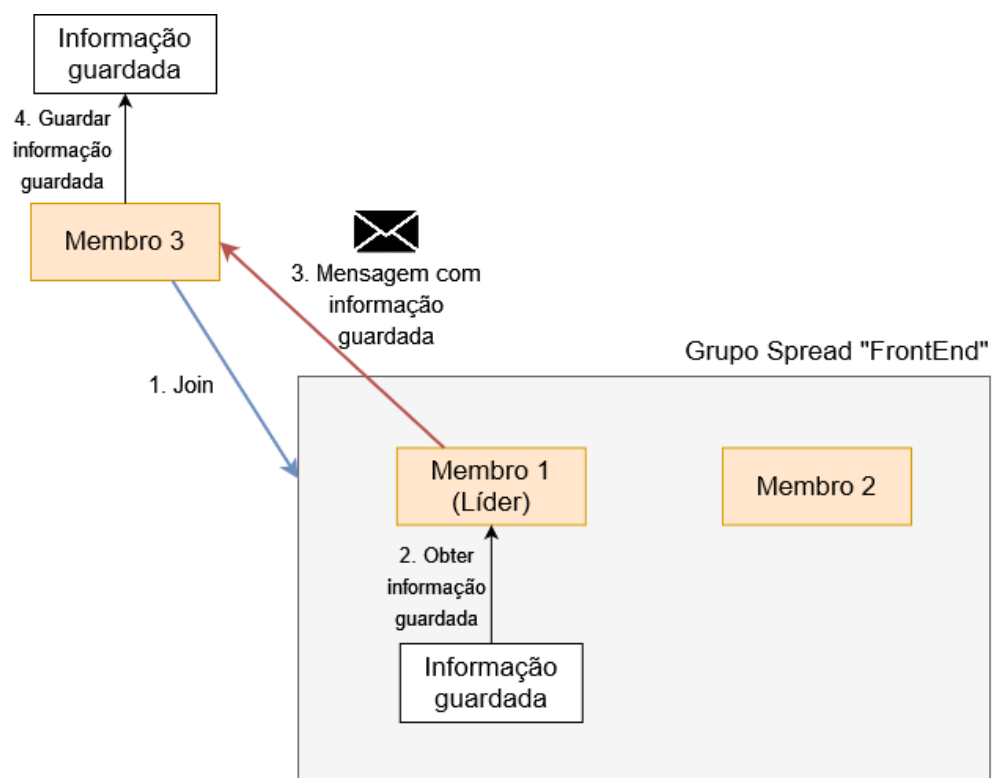 Informação
guardada
4. Guardar
informação
guardada
Membro 3
3. Mensagem com
informação
guardada
1. Join
Grupo Spread "FrontEnd"
Membro 1
(Líder)
Membro 2
2. Obter
informação
guardada
Informação
guardada